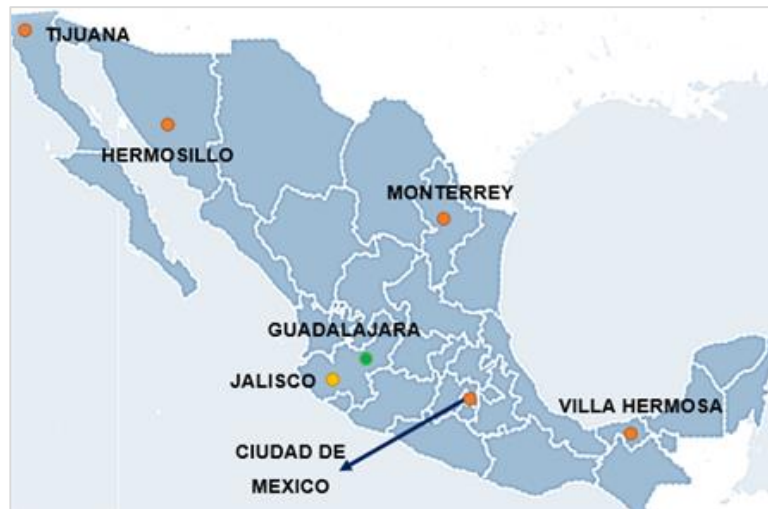 TIJUANA
HERMOSILLO
MONTERREY
GUADALAJARA
JALISCO
VILLA HERMOSA
CIUDAD DE
MEXICO